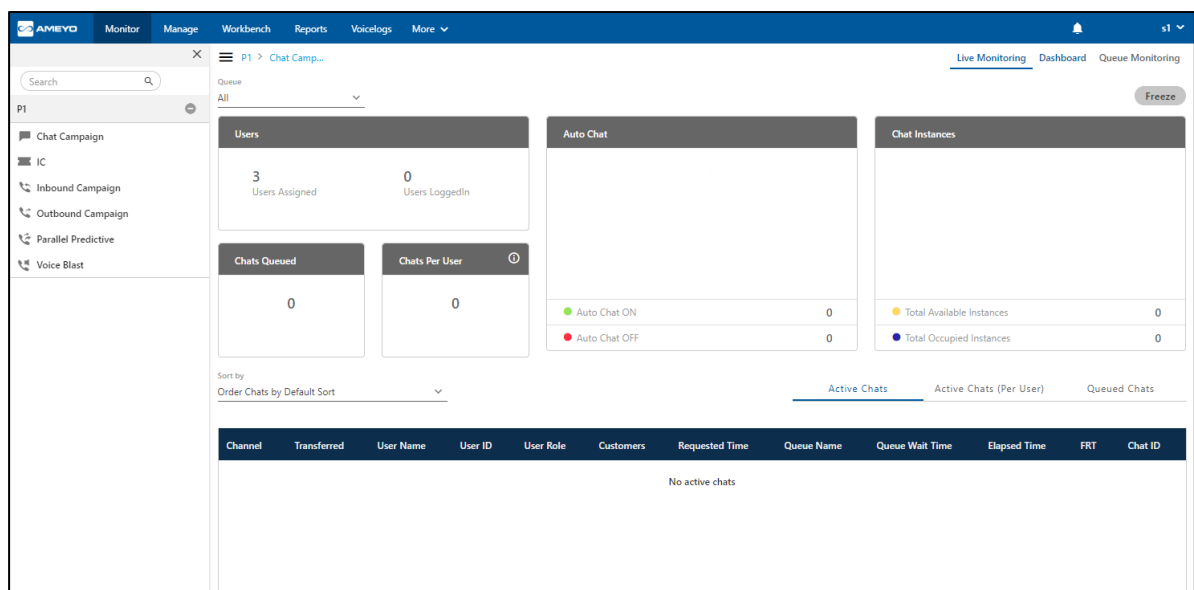 AMEYO Monitor Manage Workbench Reports Voicelogs More s1
P1 > Chat Camp... Live Monitoring Dashboard Queue Monitoring
Search
Queue
All
Freeze
P1
Chat Campaign
IC
Inbound Campaign
Outbound Campaign
Parallel Predictive
Voice Blast
Users
3 0
Users Assigned Users LoggedIn
Chats Queued
0
Chats Per User
0
Auto Chat
Auto Chat ON 0
Auto Chat OFF 0
Chat Instances
Total Available Instances 0
Total Occupied Instances 0
Sort by
Order Chats by Default Sort
Active Chats Active Chats (Per User) Queued Chats
Channel Transferred User Name User ID User Role Customers Requested Time Queue Name Queue Wait Time Elapsed Time FRT Chat ID
No active chats